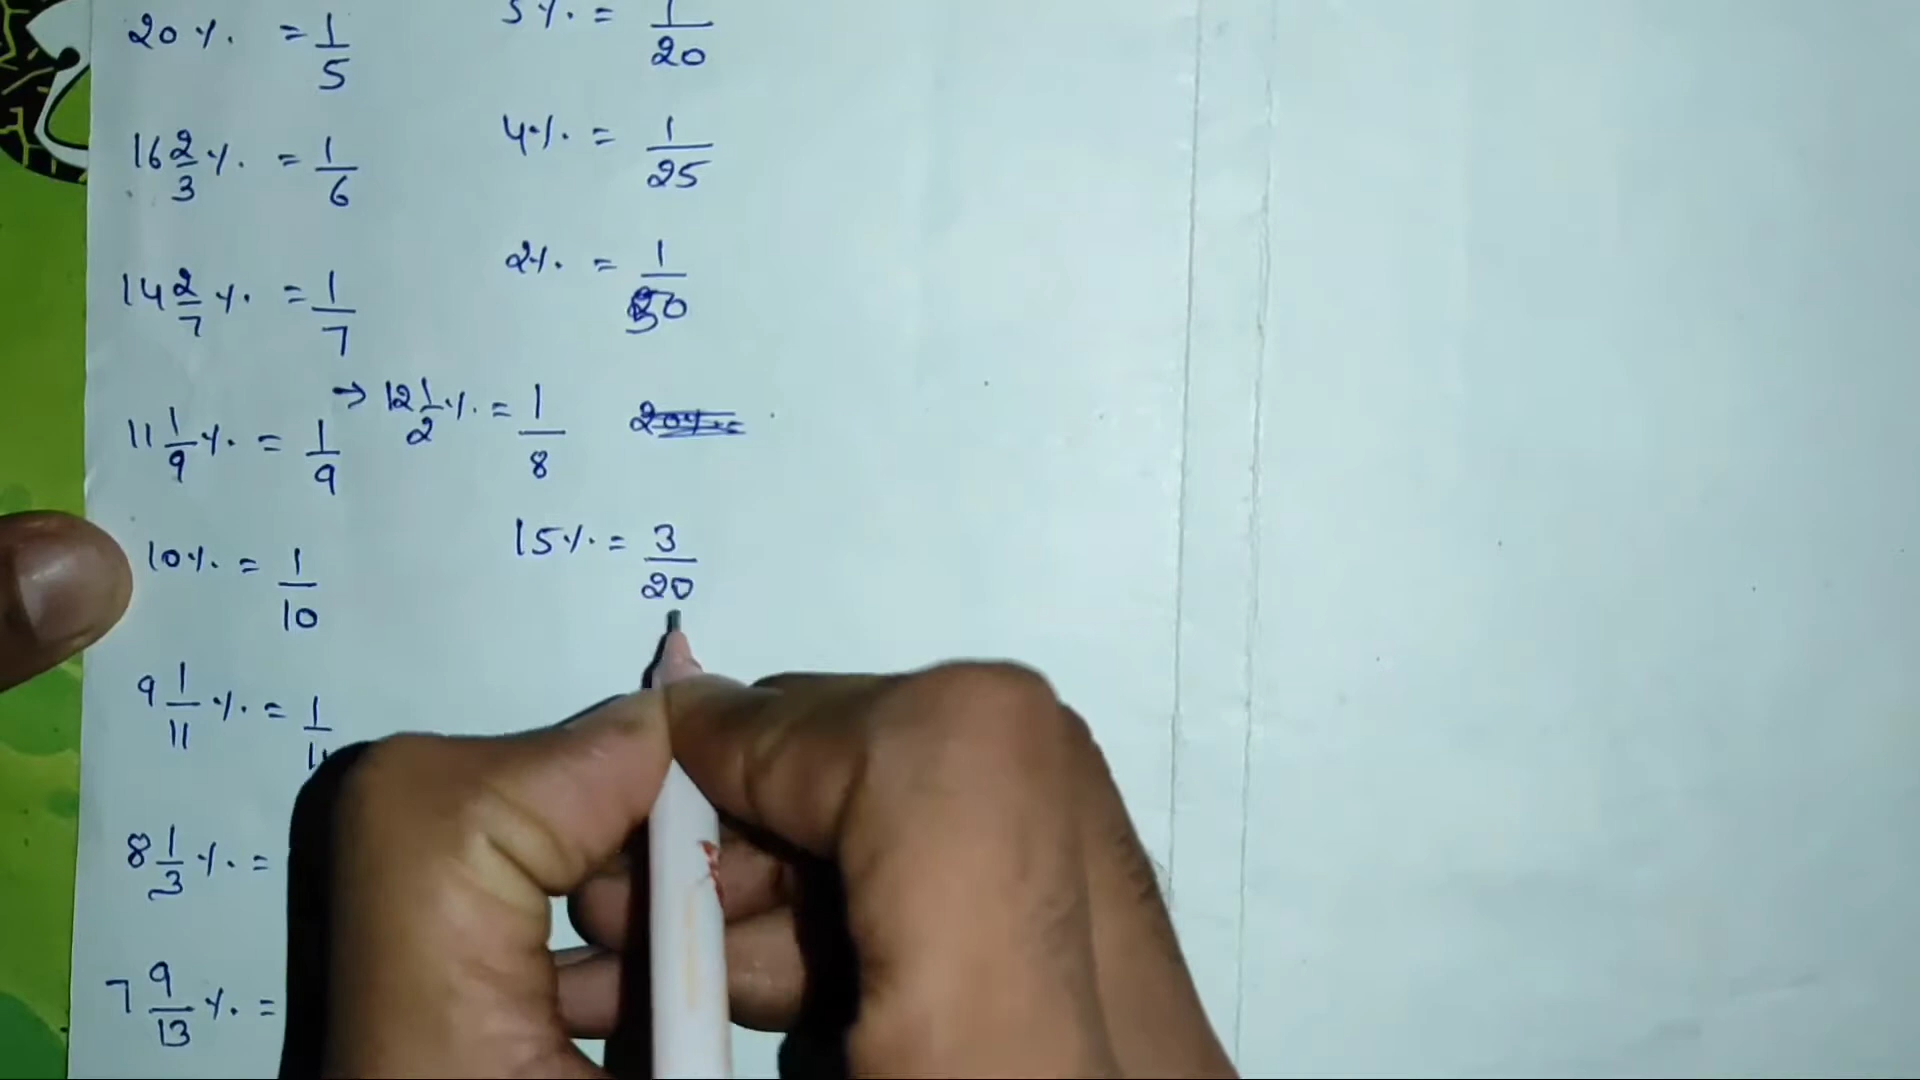 20% = 1/5
16 2/3% = 1/6
14 2/7% = 1/7
11 1/9% = 1/9
→ 12 1/2% = 1/8
10% = 1/10
9 1/11% = 1/11
8 1/3% =
7 9/13% =
5% = 1/20
4% = 1/25
2% = 1/50
20% =
15% = 3/20